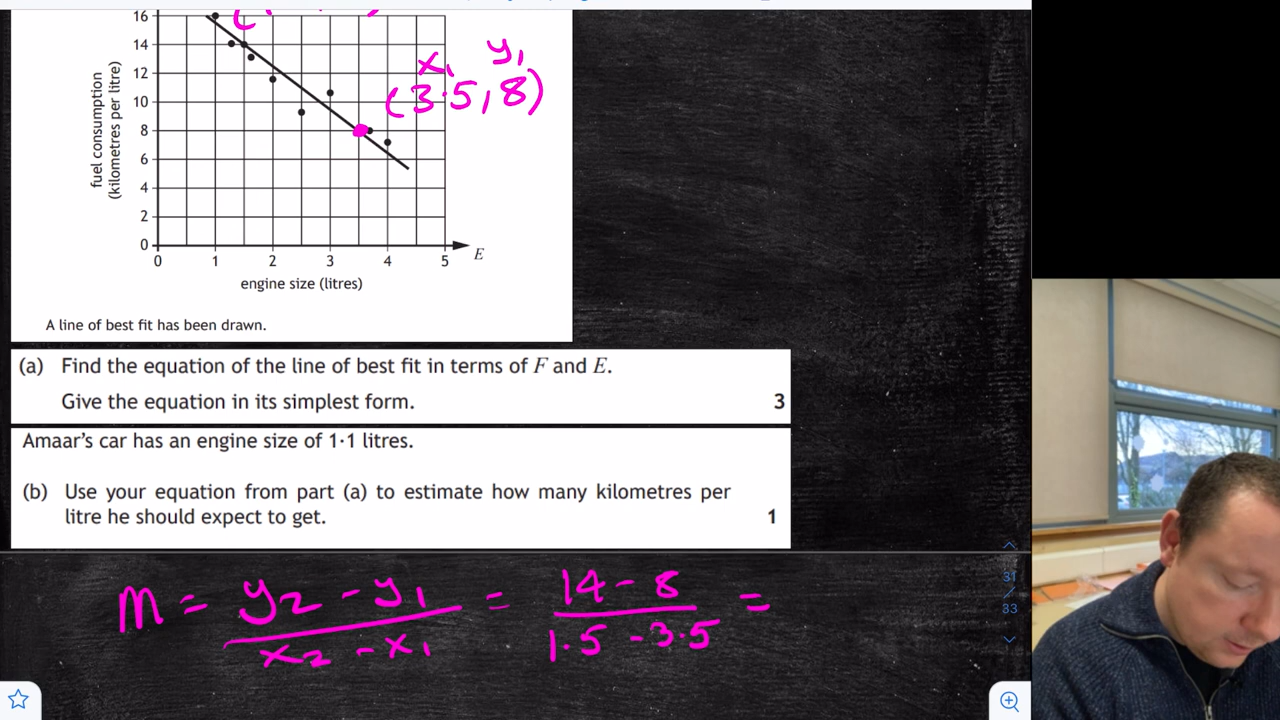 16
14
12
10
8
6
4
2
0
fuel consumption
(kilometres per litre)
0 1 2 3 4 5
E
engine size (litres)
x₁ y₁
(3·5, 8)
A line of best fit has been drawn.
(a) Find the equation of the line of best fit in terms of F and E.
Give the equation in its simplest form. 3
Amaar's car has an engine size of 1·1 litres.
(b) Use your equation from part (a) to estimate how many kilometres per
litre he should expect to get. 1
m = y₂ - y₁ / x₂ - x₁ = 14 - 8 / 1·5 - 3·5 =
31
/
33